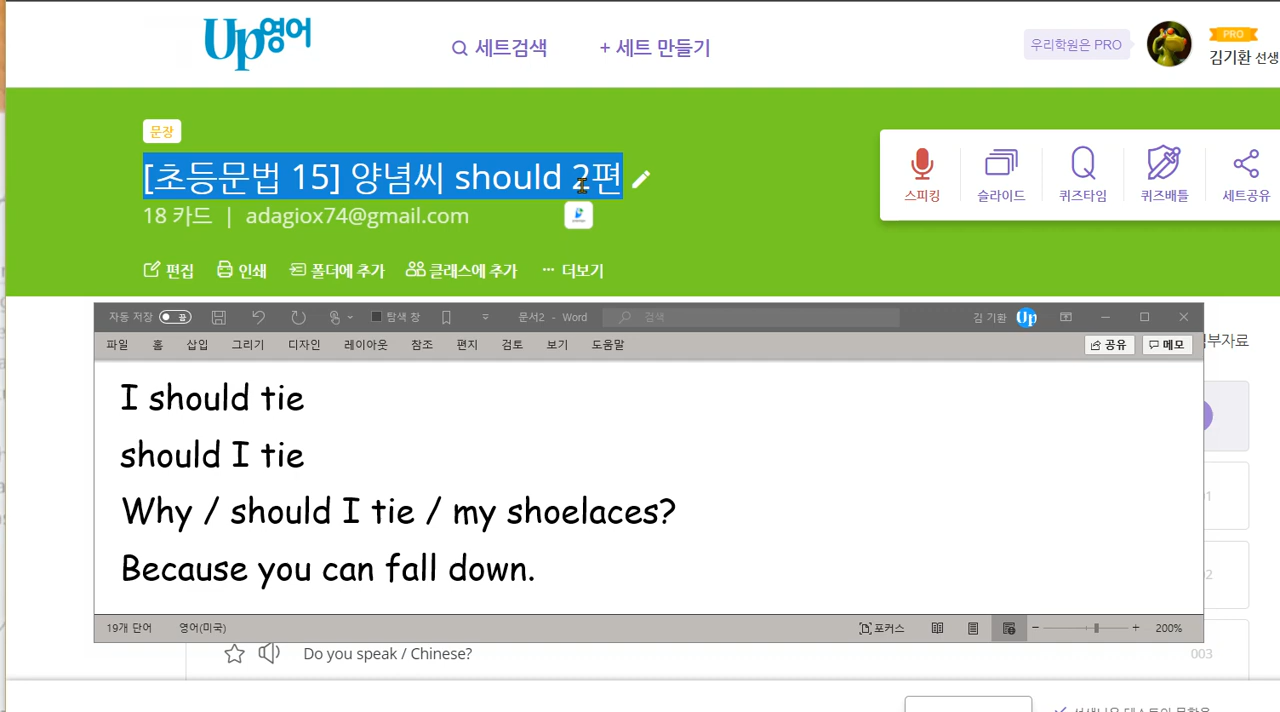 Up영어
세트검색
+ 세트 만들기
우리학원은 PRO
PRO
김기환 선생
문장
[초등문법 15] 양념씨 should 2편
18 카드 | adagiox74@gmail.com
스피킹
슬라이드
퀴즈타임
퀴즈배틀
세트공유
편집
인쇄
폴더에 추가
클래스에 추가
더보기
자동 저장 끔
탐색 창
문서2 - Word
검색
김 기환
Up
파일 홈 삽입 그리기 디자인 레이아웃 참조 편지 검토 보기 도움말
공유
메모
부자료
I should tie
should I tie
Why / should I tie / my shoelaces?
Because you can fall down.
19개 단어
영어(미국)
포커스
200%
Do you speak / Chinese?
003